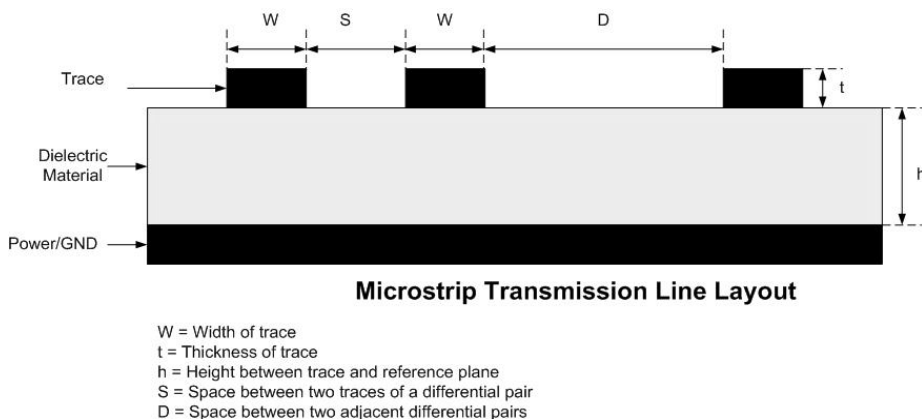 W
S
W
D
Trace
t
Dielectric
Material
h
Power/GND
Microstrip Transmission Line Layout
W = Width of trace
t = Thickness of trace
h = Height between trace and reference plane
S = Space between two traces of a differential pair
D = Space between two adjacent differential pairs